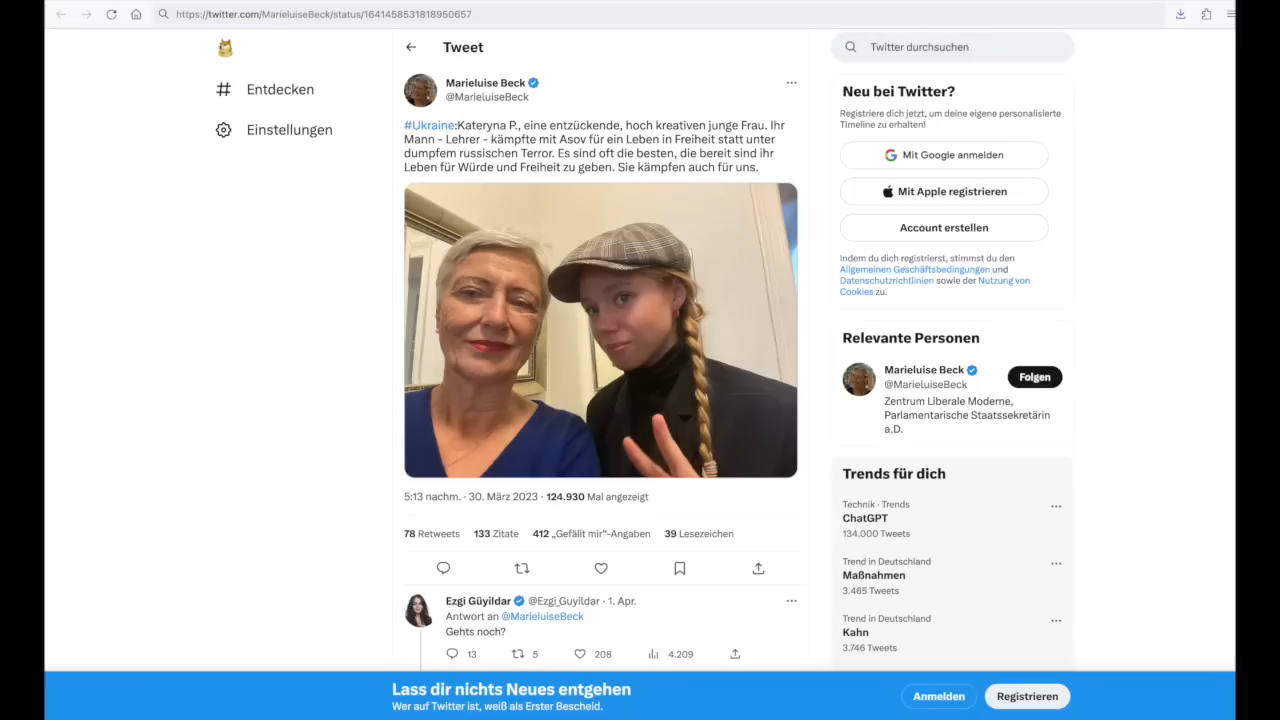 https://twitter.com/MarieluiseBeck/status/1641458531818950657
Entdecken
Einstellungen
Tweet
Marieluise Beck
@MarieluiseBeck
#Ukraine:Kateryna P., eine entzückende, hoch kreativen junge Frau. Ihr
Mann - Lehrer - kämpfte mit Asov für ein Leben in Freiheit statt unter
dumpfem russischen Terror. Es sind oft die besten, die bereit sind ihr
Leben für Würde und Freiheit zu geben. Sie kämpfen auch für uns.
5:13 nachm. · 30. März 2023 · 124.930 Mal angezeigt
78 Retweets 133 Zitate 412 „Gefällt mir“-Angaben 39 Lesezeichen
Ezgi Güyildar @Ezgi_Guyildar · 1. Apr.
Antwort an @MarieluiseBeck
Gehts noch?
13 5 208 4.209
Twitter durchsuchen
Neu bei Twitter?
Registriere dich jetzt, um deine eigene personalisierte
Timeline zu erhalten!
Mit Google anmelden
Mit Apple registrieren
Account erstellen
Indem du dich registrierst, stimmst du den
Allgemeinen Geschäftsbedingungen und
Datenschutzrichtlinien sowie der Nutzung von
Cookies zu.
Relevante Personen
Marieluise Beck
@MarieluiseBeck
Folgen
Zentrum Liberale Moderne,
Parlamentarische Staatssekretärin
a.D.
Trends für dich
Technik · Trends
ChatGPT
134.000 Tweets
Trend in Deutschland
Maßnahmen
3.465 Tweets
Trend in Deutschland
Kahn
3.746 Tweets
Lass dir nichts Neues entgehen
Wer auf Twitter ist, weiß als Erster Bescheid.
Anmelden
Registrieren